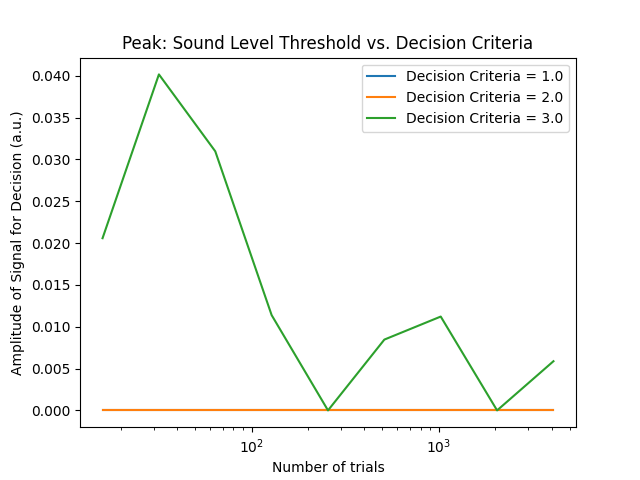 Peak: Sound Level Threshold vs. Decision Criteria
Decision Criteria = 1.0
Decision Criteria = 2.0
Decision Criteria = 3.0
Amplitude of Signal for Decision (a.u.)
0.040
0.035
0.030
0.025
0.020
0.015
0.010
0.005
0.000
10²
10³
Number of trials